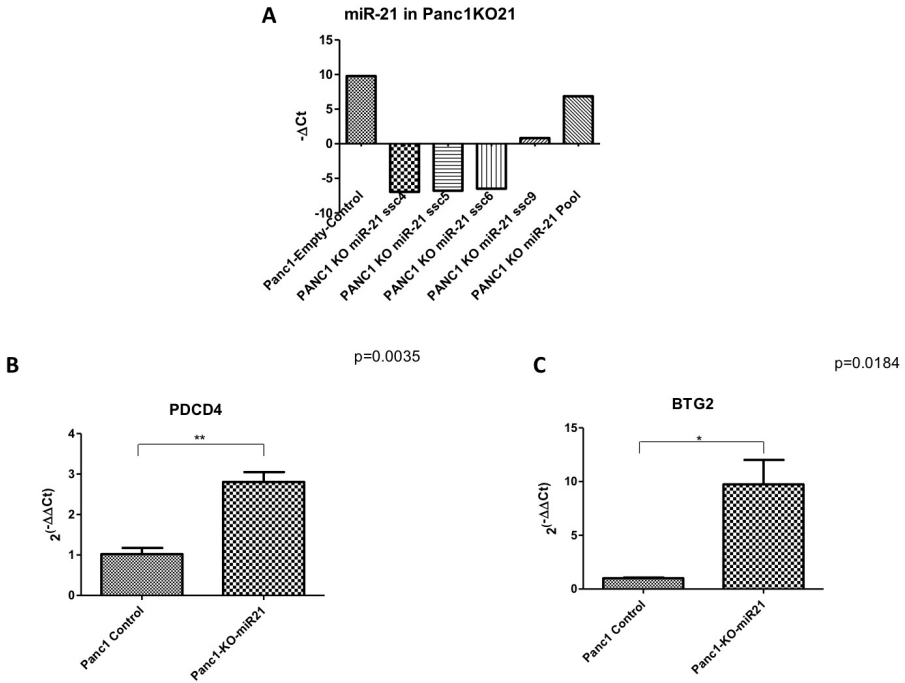 A
miR-21 in Panc1KO21
-ΔCt
15
10
5
0
-5
-10
Panc1-Empty-Control
PANC1 KO miR-21 ssc4
PANC1 KO miR-21 ssc5
PANC1 KO miR-21 ssc6
PANC1 KO miR-21 ssc9
PANC1 KO miR-21 Pool
B
p=0.0035
PDCD4
**
2(-ΔΔCt)
4
3
2
1
0
Panc1 Control
Panc1-KO-miR21
C
p=0.0184
BTG2
*
2(-ΔΔCt)
15
10
5
0
Panc1 Control
Panc1-KO-miR21